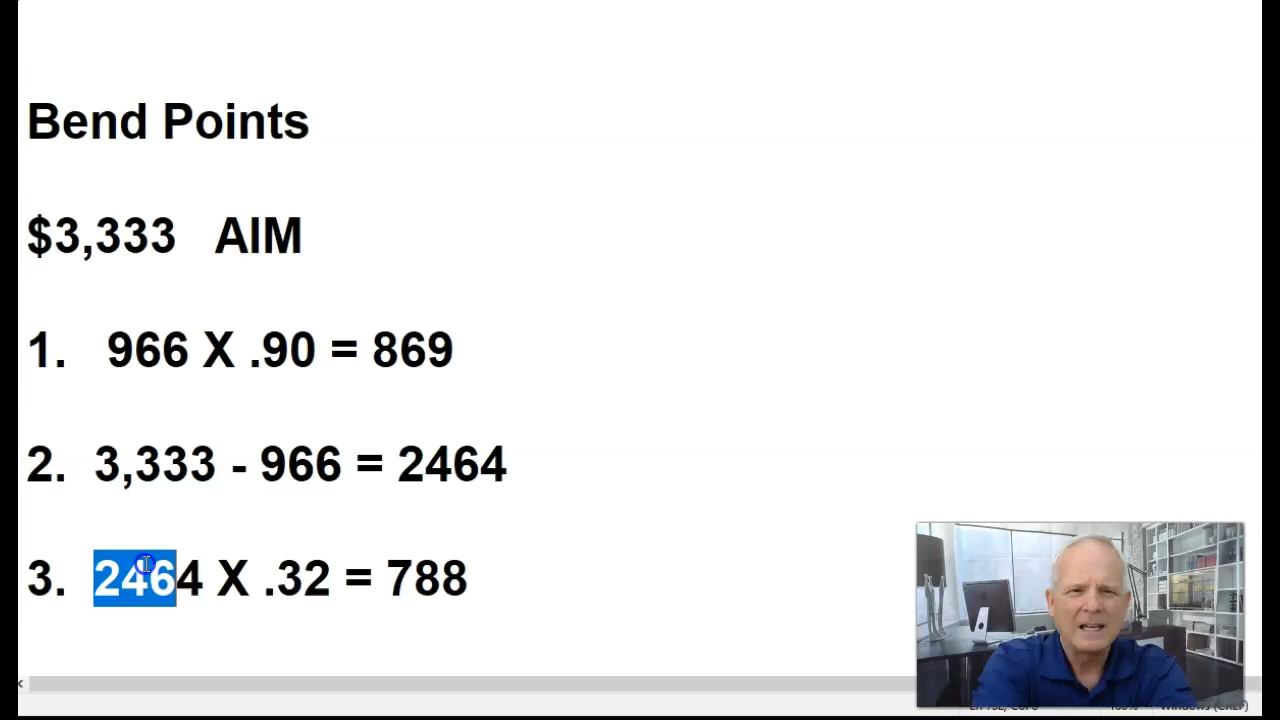 Bend Points
$3,333 AIM
1. 966 X .90 = 869
2. 3,333 - 966 = 2464
3. 2464 X .32 = 788